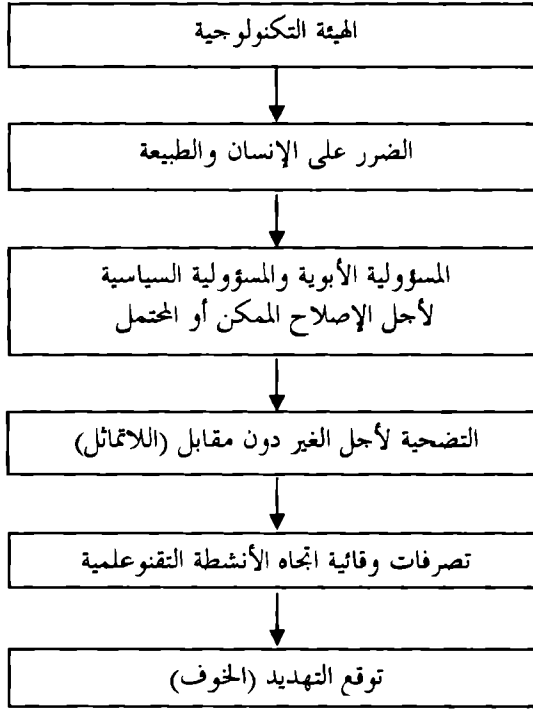 الهيئة التكنولوجية
الضرر على الإنسان والطبيعة
المسؤولية الأبوية والمسؤولية السياسية
لأجل الإصلاح الممكن أو المحتمل
التضحية لأجل الغير دون مقابل (اللاتماثل)
تصرفات وقائية اتجاه الأنشطة التقنوعلمية
توقع التهديد (الخوف)